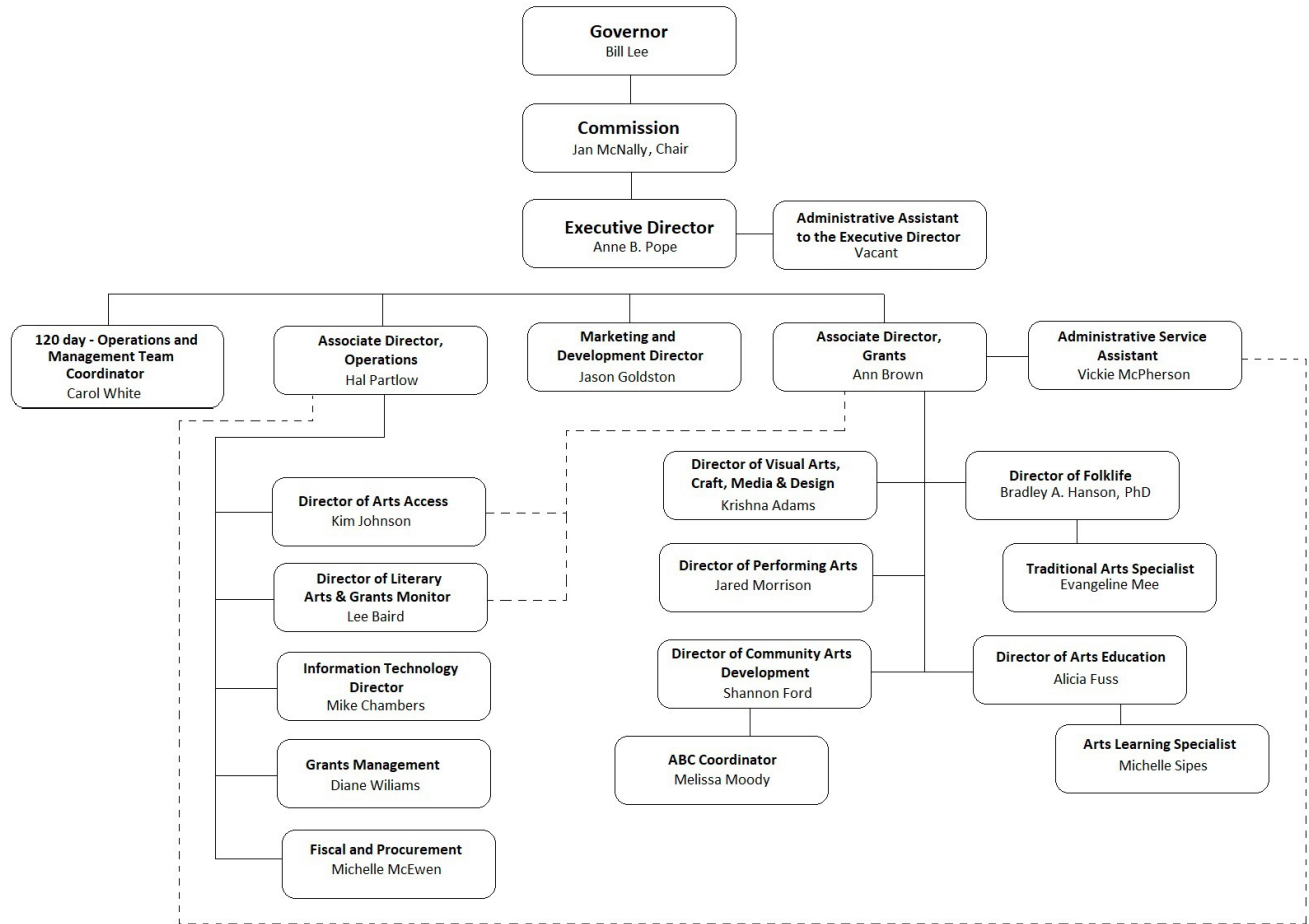 Governor
Bill Lee
Commission
Jan McNally, Chair
Executive Director
Anne B. Pope
Administrative Assistant
to the Executive Director
Vacant
120 day - Operations and
Management Team
Coordinator
Carol White
Associate Director,
Operations
Hal Partlow
Marketing and
Development Director
Jason Goldston
Associate Director,
Grants
Ann Brown
Administrative Service
Assistant
Vickie McPherson
Director of Arts Access
Kim Johnson
Director of Literary
Arts & Grants Monitor
Lee Baird
Information Technology
Director
Mike Chambers
Grants Management
Diane Wiliams
Fiscal and Procurement
Michelle McEwen
Director of Visual Arts,
Craft, Media & Design
Krishna Adams
Director of Folklife
Bradley A. Hanson, PhD
Director of Performing Arts
Jared Morrison
Traditional Arts Specialist
Evangeline Mee
Director of Community Arts
Development
Shannon Ford
Director of Arts Education
Alicia Fuss
ABC Coordinator
Melissa Moody
Arts Learning Specialist
Michelle Sipes